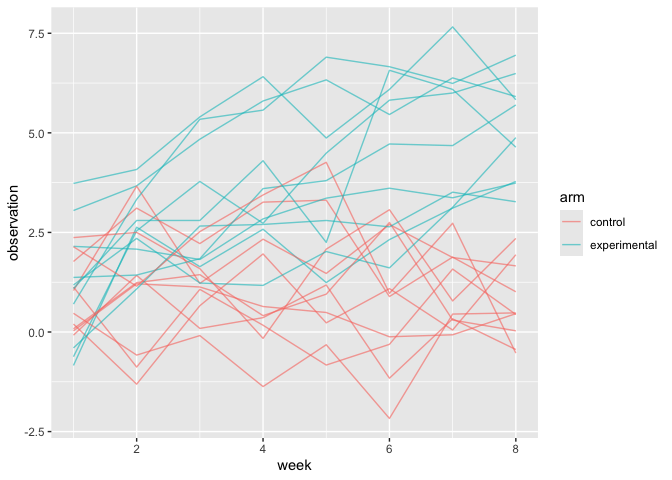 7.5
5.0
2.5
0.0
-2.5
observation
2
4
6
8
week
arm
control
experimental